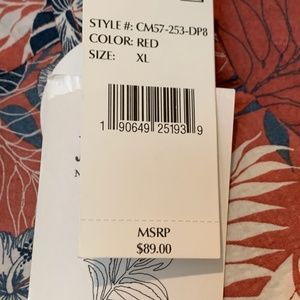 STYLE #: CM57-253-DP8
COLOR: RED
SIZE: XL
1 90649 25193 9
MSRP
$89.00